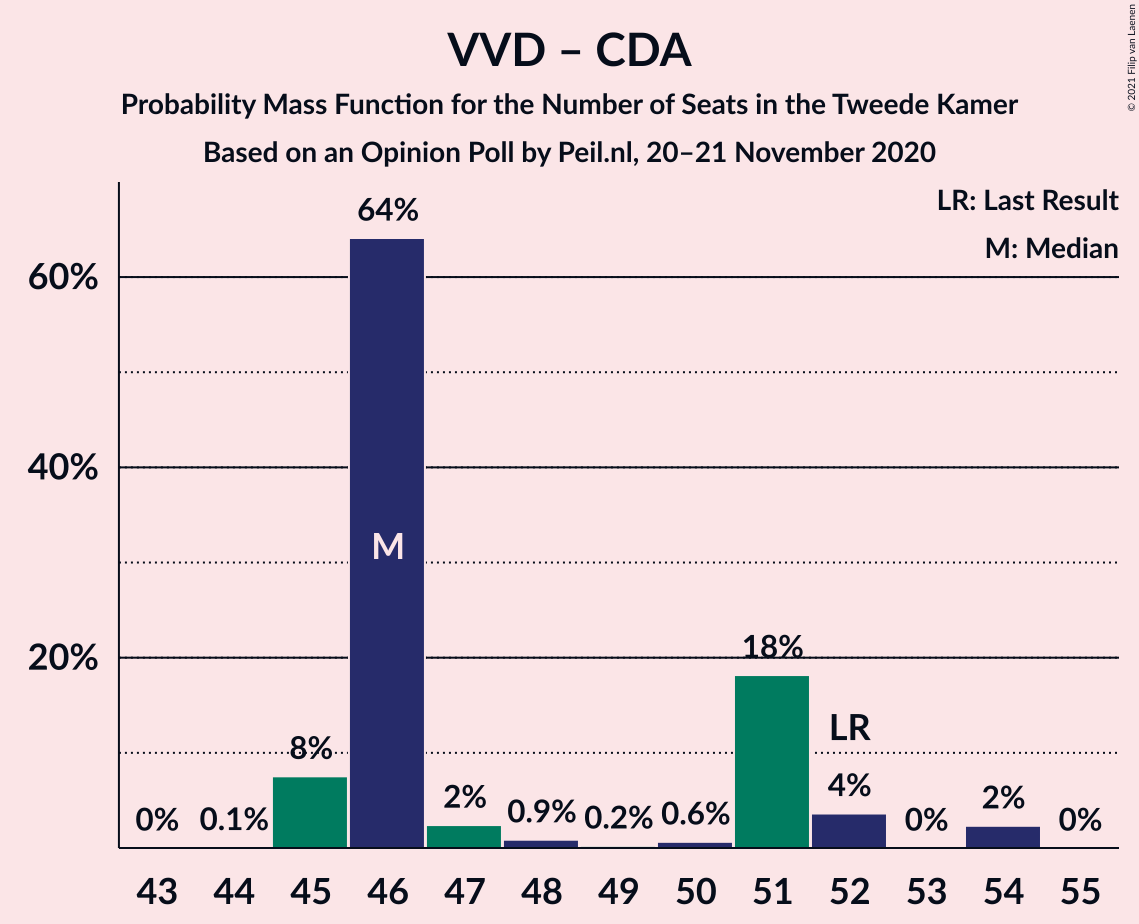 VVD – CDA
Probability Mass Function for the Number of Seats in the Tweede Kamer
Based on an Opinion Poll by Peil.nl, 20–21 November 2020
© 2021 Filip van Laenen
LR: Last Result
M: Median
60%
40%
20%
0%
0.1%
8%
64%
M
2%
0.9%
0.2%
0.6%
18%
LR
4%
0%
2%
0%
43 44 45 46 47 48 49 50 51 52 53 54 55